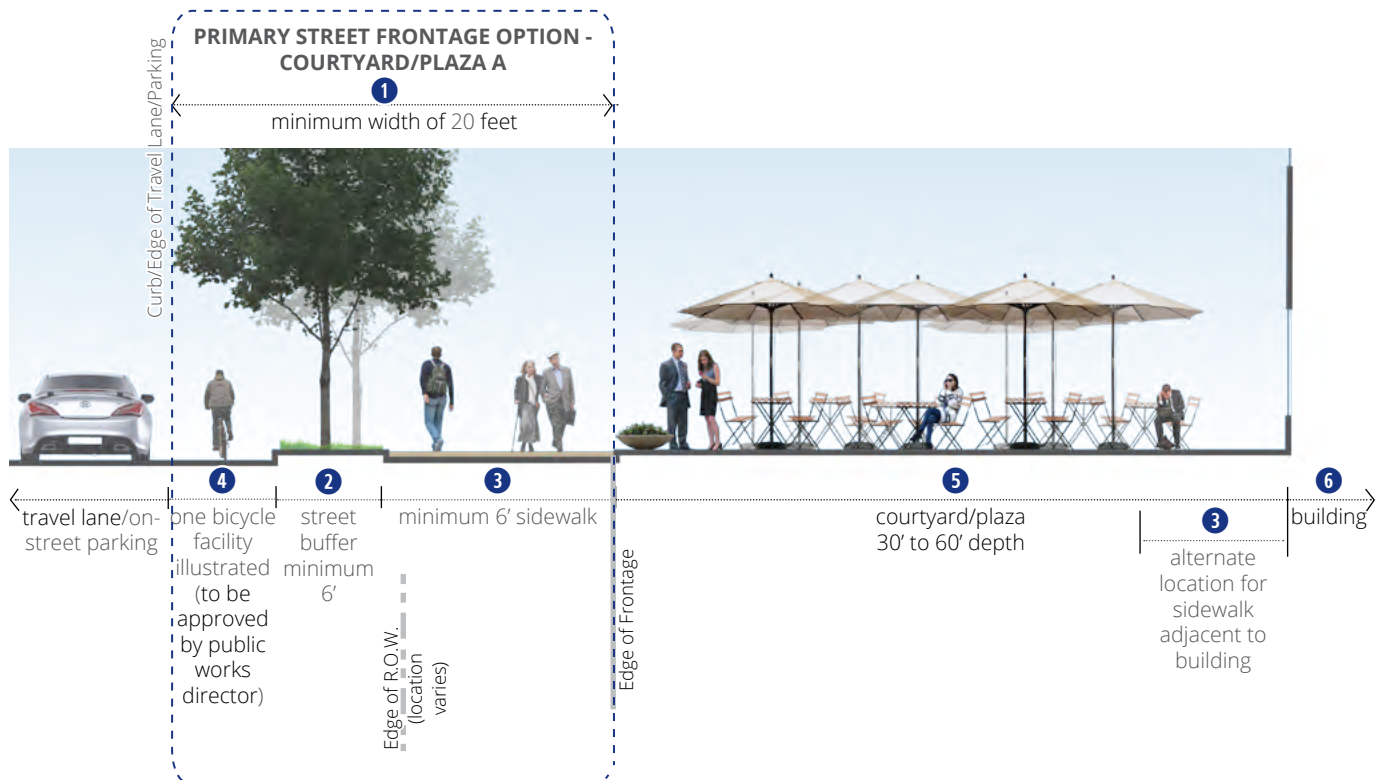 PRIMARY STREET FRONTAGE OPTION -
COURTYARD/PLAZA A
1
minimum width of 20 feet
Curb/Edge of Travel Lane/Parking
4
2
3
5
6
travel lane/on-
street parking
one bicycle
facility
illustrated
(to be
approved
by public
works
director)
street
buffer
minimum
6’
minimum 6’ sidewalk
Edge of R.O.W.
(location
varies)
Edge of Frontage
courtyard/plaza
30’ to 60’ depth
3
alternate
location for
sidewalk
adjacent to
building
building